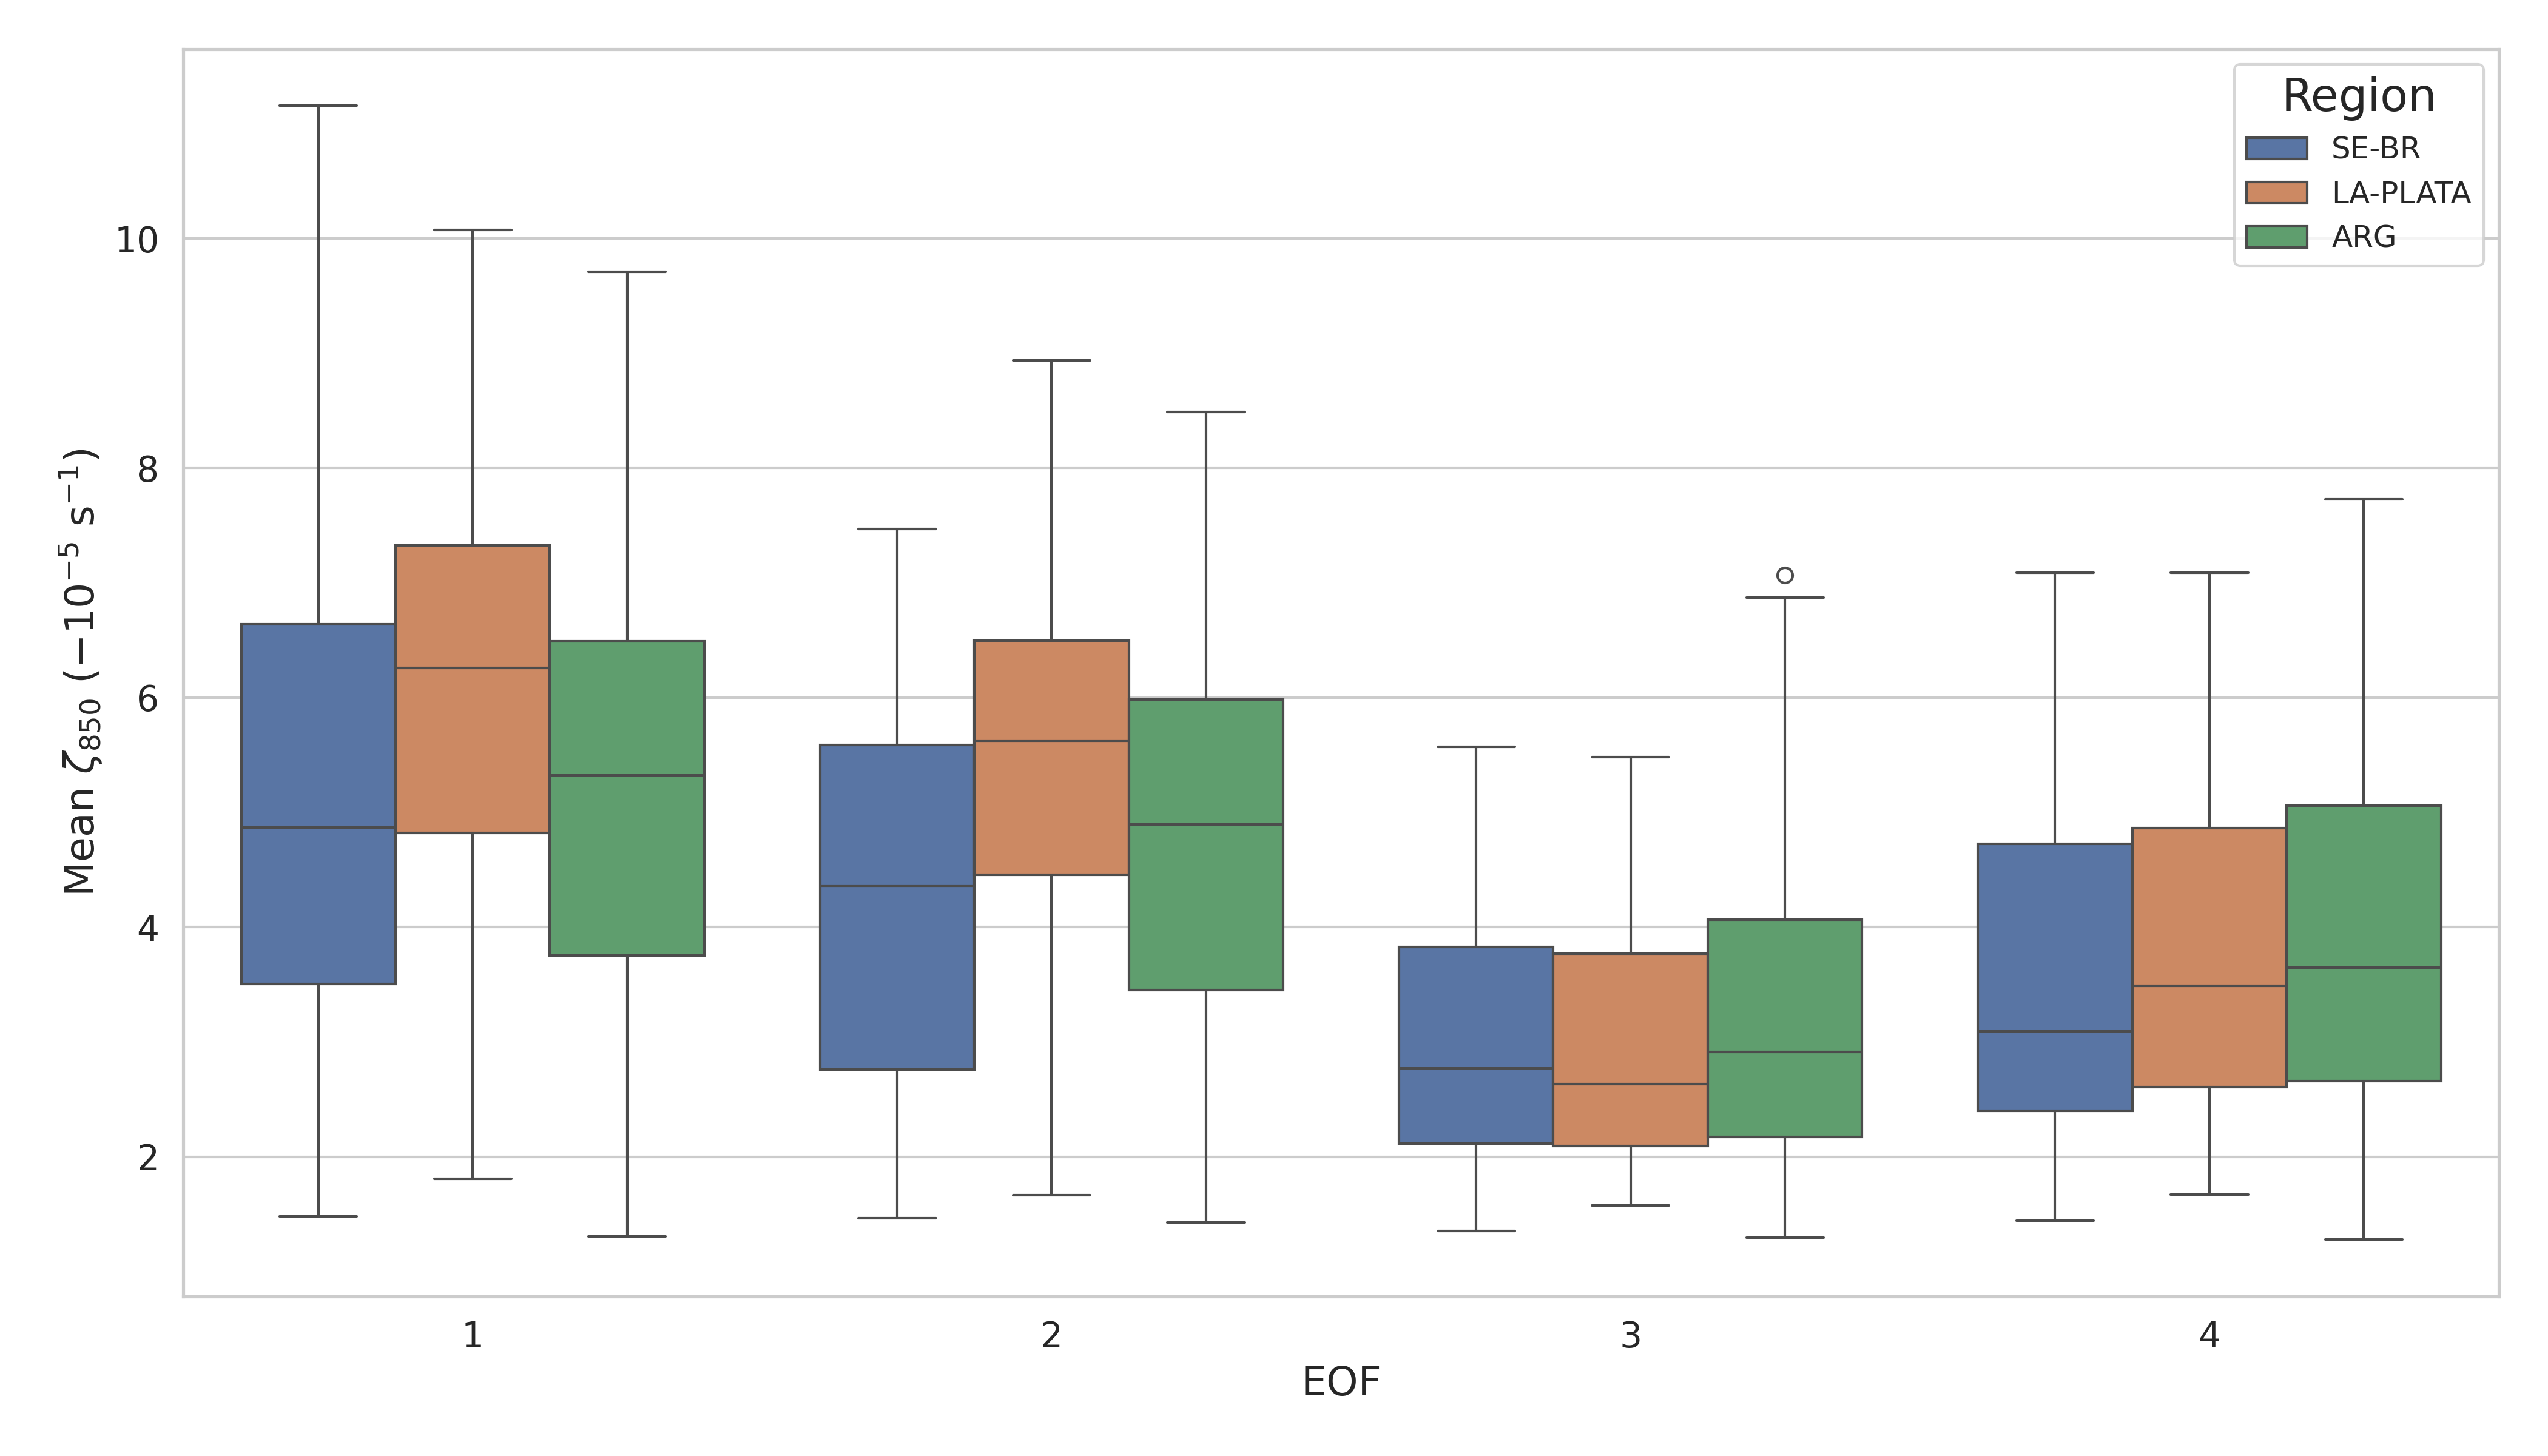 Region
SE-BR
LA-PLATA
ARG
Mean ζ₈₅₀ (−10⁻⁵ s⁻¹)
10
8
6
4
2
1 2 3 4
EOF